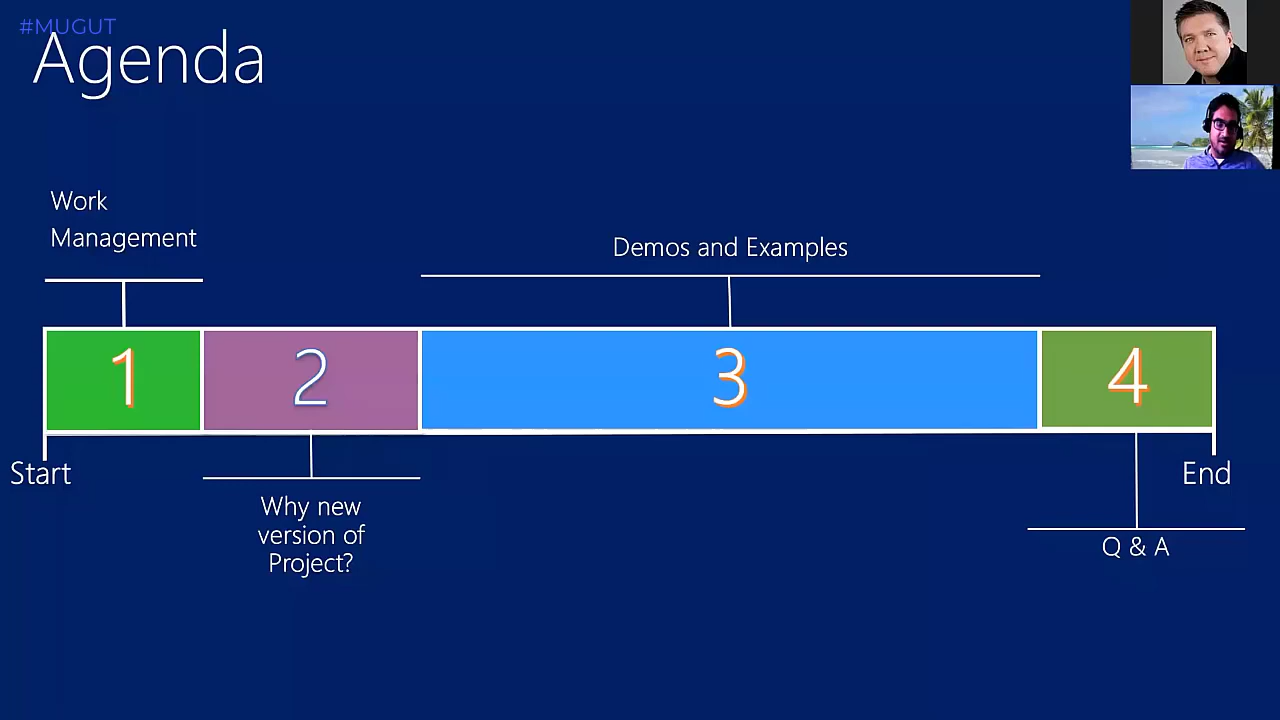 #MUGUT
Agenda
Work
Management
Demos and Examples
1
2
3
4
Start
End
Why new
version of
Project?
Q & A